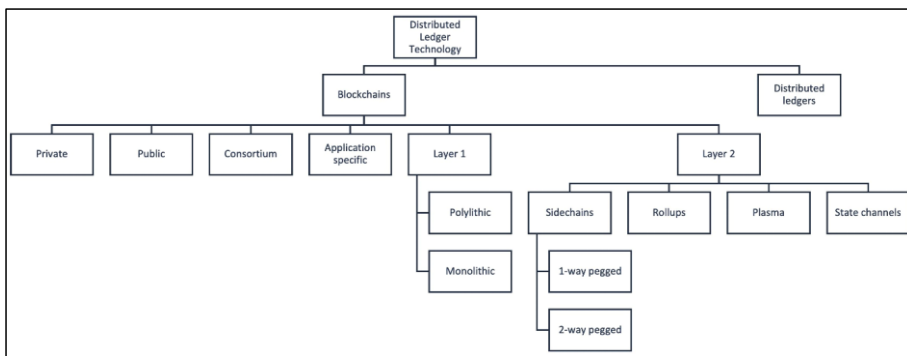 Distributed
Ledger
Technology
Blockchains
Distributed
ledgers
Private
Public
Consortium
Application
specific
Layer 1
Layer 2
Polylithic
Sidechains
Rollups
Plasma
State channels
Monolithic
1-way pegged
2-way pegged